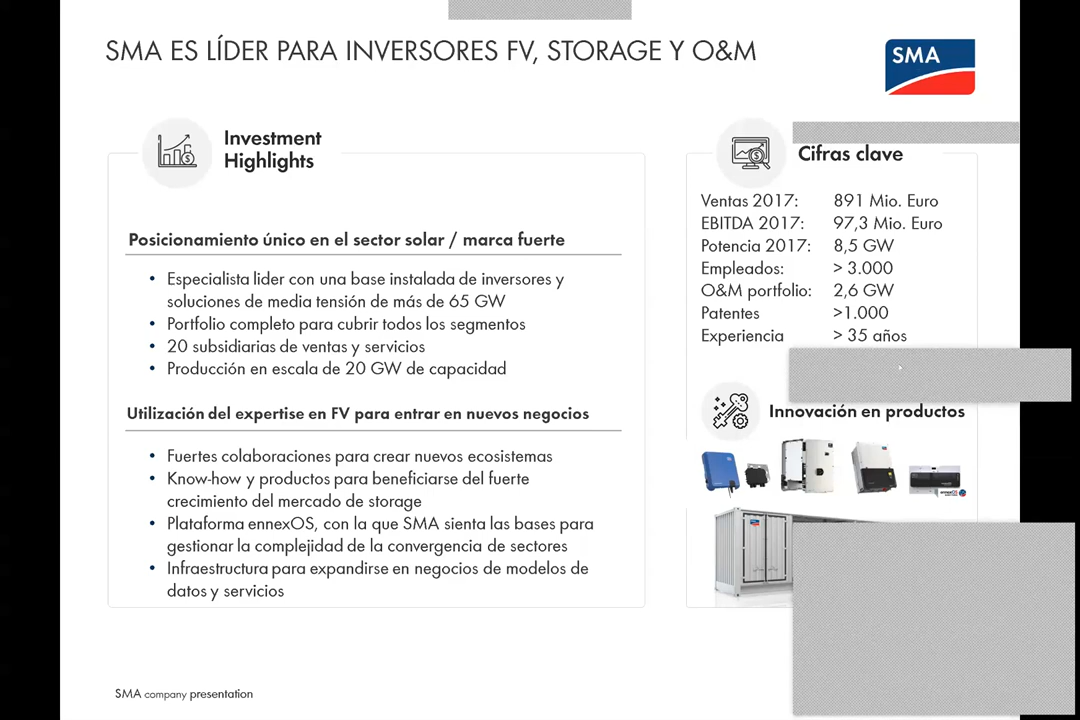 SMA ES LÍDER PARA INVERSORES FV, STORAGE Y O&M
SMA
Investment
Highlights
Posicionamiento único en el sector solar / marca fuerte
• Especialista lider con una base instalada de inversores y
soluciones de media tensión de más de 65 GW
• Portfolio completo para cubrir todos los segmentos
• 20 subsidiarias de ventas y servicios
• Producción en escala de 20 GW de capacidad
Utilización del expertise en FV para entrar en nuevos negocios
• Fuertes colaboraciones para crear nuevos ecosistemas
• Know-how y productos para beneficiarse del fuerte
crecimiento del mercado de storage
• Plataforma ennexOS, con la que SMA sienta las bases para
gestionar la complejidad de la convergencia de sectores
• Infraestructura para expandirse en negocios de modelos de
datos y servicios
Cifras clave
Ventas 2017: 891 Mio. Euro
EBITDA 2017: 97,3 Mio. Euro
Potencia 2017: 8,5 GW
Empleados: > 3.000
O&M portfolio: 2,6 GW
Patentes >1.000
Experiencia > 35 años
Innovación en productos
ennexOS
SMA company presentation